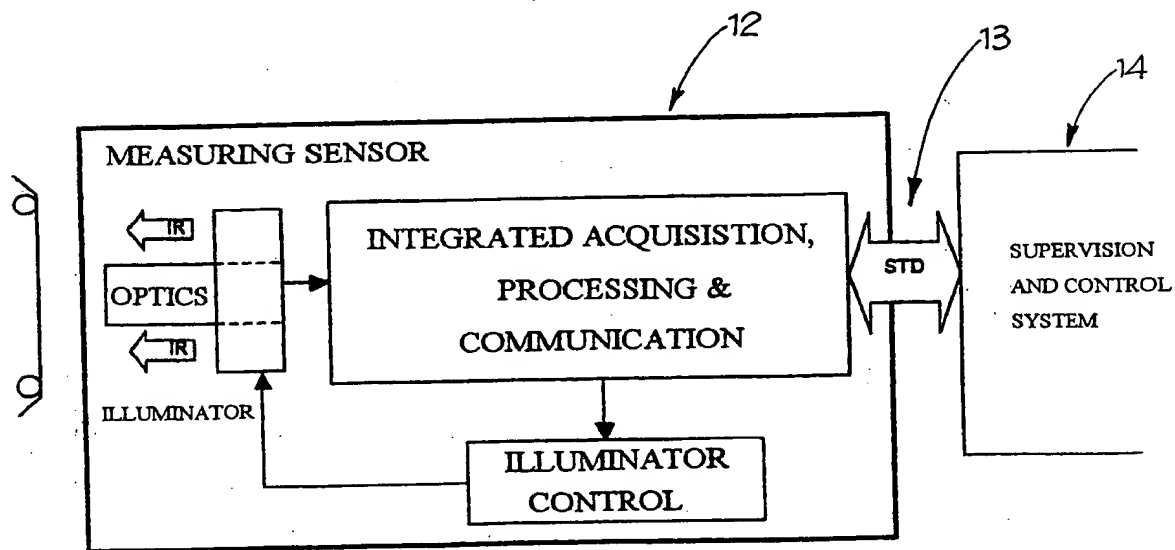 12
13
14
MEASURING SENSOR
IR
OPTICS
IR
ILLUMINATOR
INTEGRATED ACQUISISTION,
PROCESSING &
COMMUNICATION
STD
SUPERVISION
AND CONTROL
SYSTEM
ILLUMINATOR
CONTROL